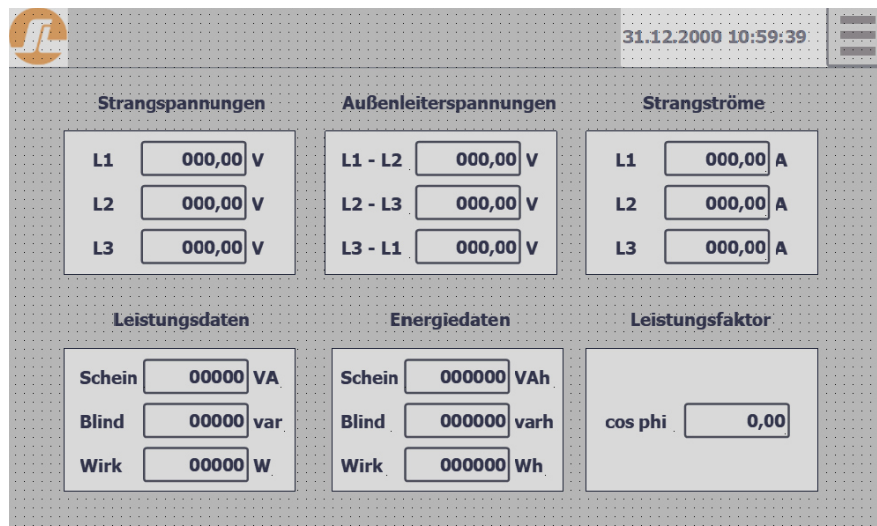 31.12.2000 10:59:39
Strangspannungen Außenleiterspannungen Strangströme
L1 000,00 V L1 - L2 000,00 V L1 000,00 A
L2 000,00 V L2 - L3 000,00 V L2 000,00 A
L3 000,00 V L3 - L1 000,00 V L3 000,00 A
Leistungsdaten Energiedaten Leistungsfaktor
Schein 00000 VA Schein 000000 VAh
Blind 00000 var Blind 000000 varh cos phi 0,00
Wirk 00000 W Wirk 000000 Wh